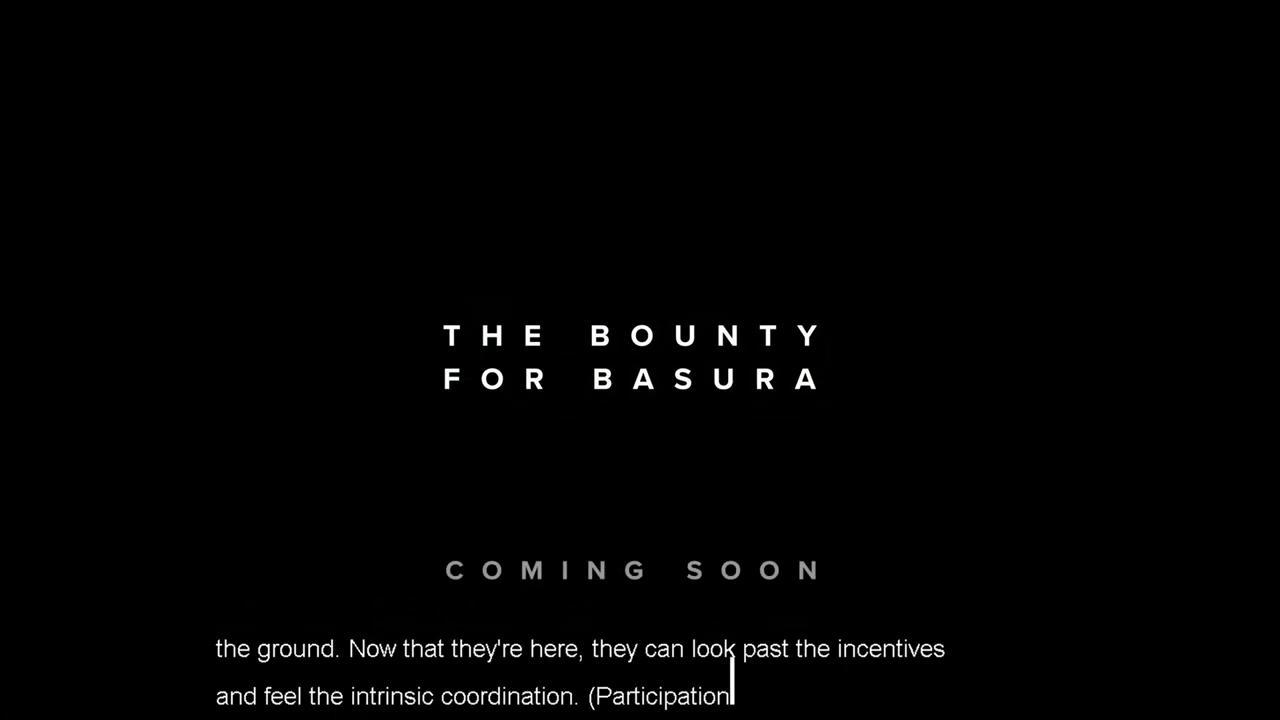 THE BOUNTY
FOR BASURA
COMING SOON
the ground. Now that they're here, they can look past the incentives
and feel the intrinsic coordination. (Participation